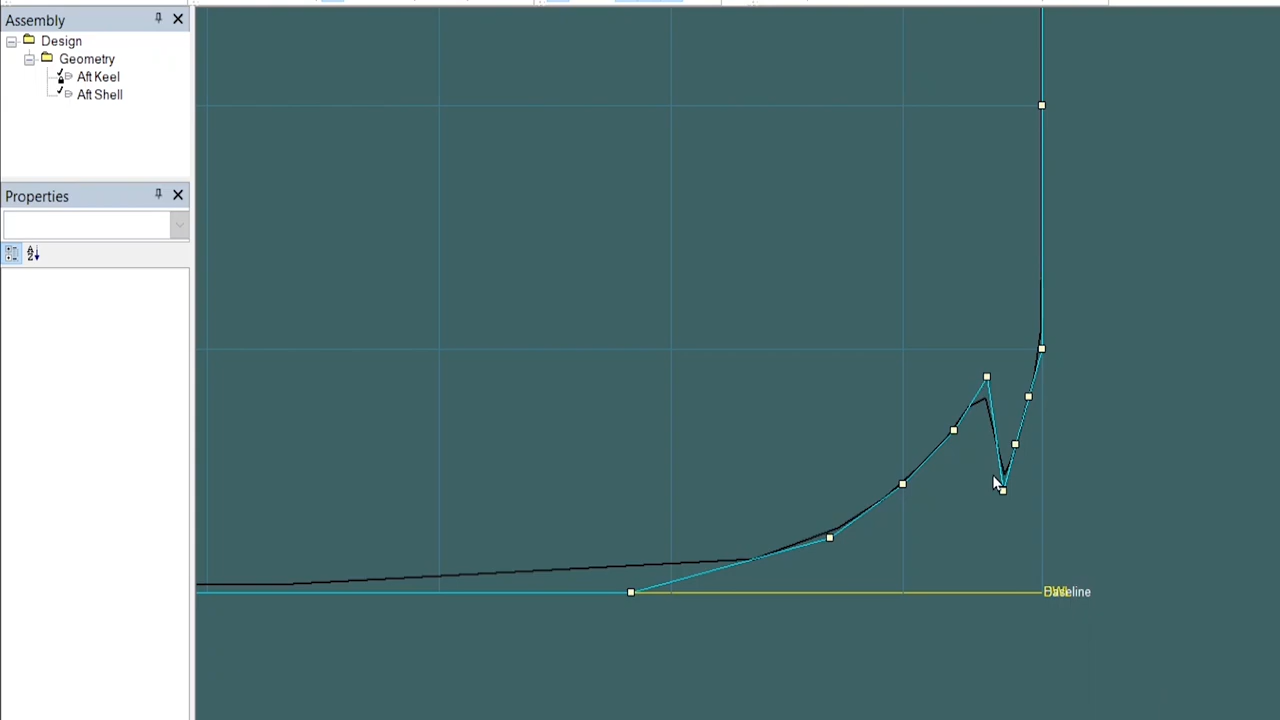 Assembly
Design
Geometry
Aft Keel
Aft Shell
Properties
Baseline